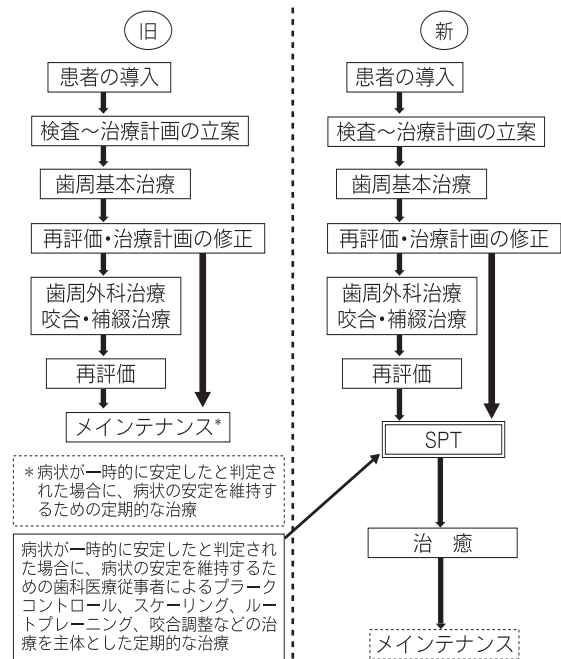 旧
患者の導入
検査～治療計画の立案
歯周基本治療
再評価・治療計画の修正
歯周外科治療
咬合・補綴治療
再評価
メインテナンス*
＊病状が一時的に安定したと判定さ
れた場合に、病状の安定を維持す
るための定期的な治療
病状が一時的に安定したと判定され
た場合に、病状の安定を維持するた
めの歯科医療従事者によるプラーク
コントロール、スケーリング、ルー
トプレーニング、咬合調整などの治
療を主体とした定期的な治療
新
患者の導入
検査～治療計画の立案
歯周基本治療
再評価・治療計画の修正
歯周外科治療
咬合・補綴治療
再評価
SPT
治　癒
メインテナンス